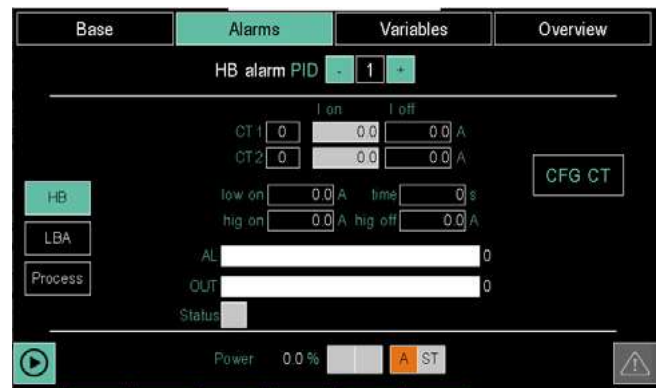 Base Alarms Variables Overview
HB alarm PID - 1 +
I on I off
CT 1 0 0.0 0.0 A
CT 2 0 0.0 0.0 A
CFG CT
HB low on 0.0 A time 0 s
hig on 0.0 A hig off 0.0 A
LBA
AL 0
Process
OUT 0
Status
Power 0.0 % A ST